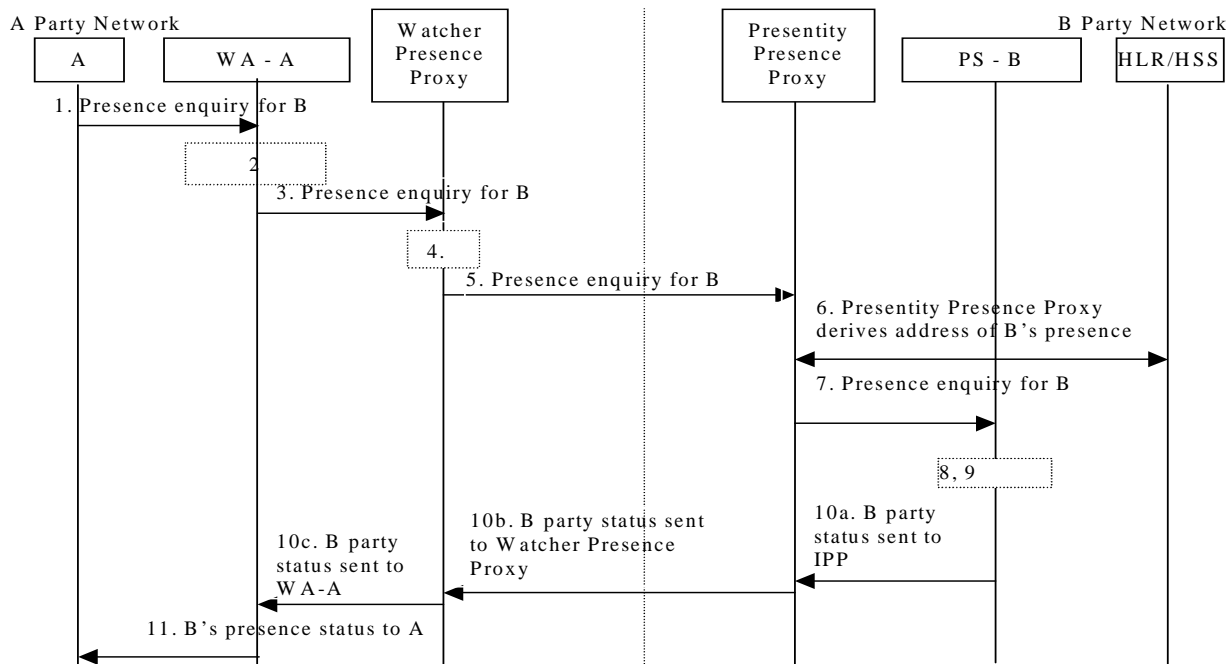 A Party Network
B Party Network
A
WA - A
Watcher
Presence
Proxy
Presentity
Presence
Proxy
PS - B
HLR/HSS
1. Presence enquiry for B
2
3. Presence enquiry for B
4.
5. Presence enquiry for B
6. Presentity Presence Proxy
derives address of B’s presence
7. Presence enquiry for B
8, 9
10a. B party
status sent to
IPP
10b. B party status sent
to Watcher Presence
Proxy
10c. B party
status sent to
WA-A
11. B’s presence status to A